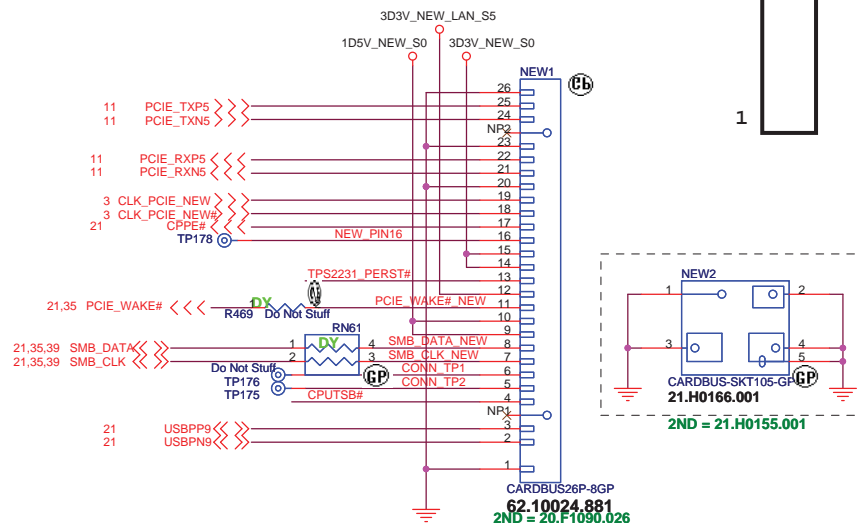 3D3V_NEW_LAN_S5
1D5V_NEW_S0 3D3V_NEW_S0
NEW1
Cb
1
26
11 PCIE_TXP5 25
11 PCIE_TXN5 24
NP2
23
11 PCIE_RXP5 22
11 PCIE_RXN5 21
20
3 CLK_PCIE_NEW 19
3 CLK_PCIE_NEW# 18
21 CPPE# 17
TP178 NEW_PIN16 16
15
14
TPS2231_PERST# 13
12
21,35 PCIE_WAKE# 1 DY PCIE_WAKE#_NEW 11
R469 Do Not Stuff
10
RN61 9
21,35,39 SMB_DATA 1 DY 4 SMB_DATA_NEW 8
21,35,39 SMB_CLK 2 3 SMB_CLK_NEW 7
Do Not Stuff GP CONN_TP1 6
TP176
TP175 CONN_TP2 5
CPUTSB# 4
NP1
21 USBPP9 3
21 USBPN9 2
1
CARDBUS26P-8GP
62.10024.881
2ND = 20.F1090.026
NEW2
1 2
3 4
5
CARDBUS-SKT105-GP GP
21.H0166.001
2ND = 21.H0155.001